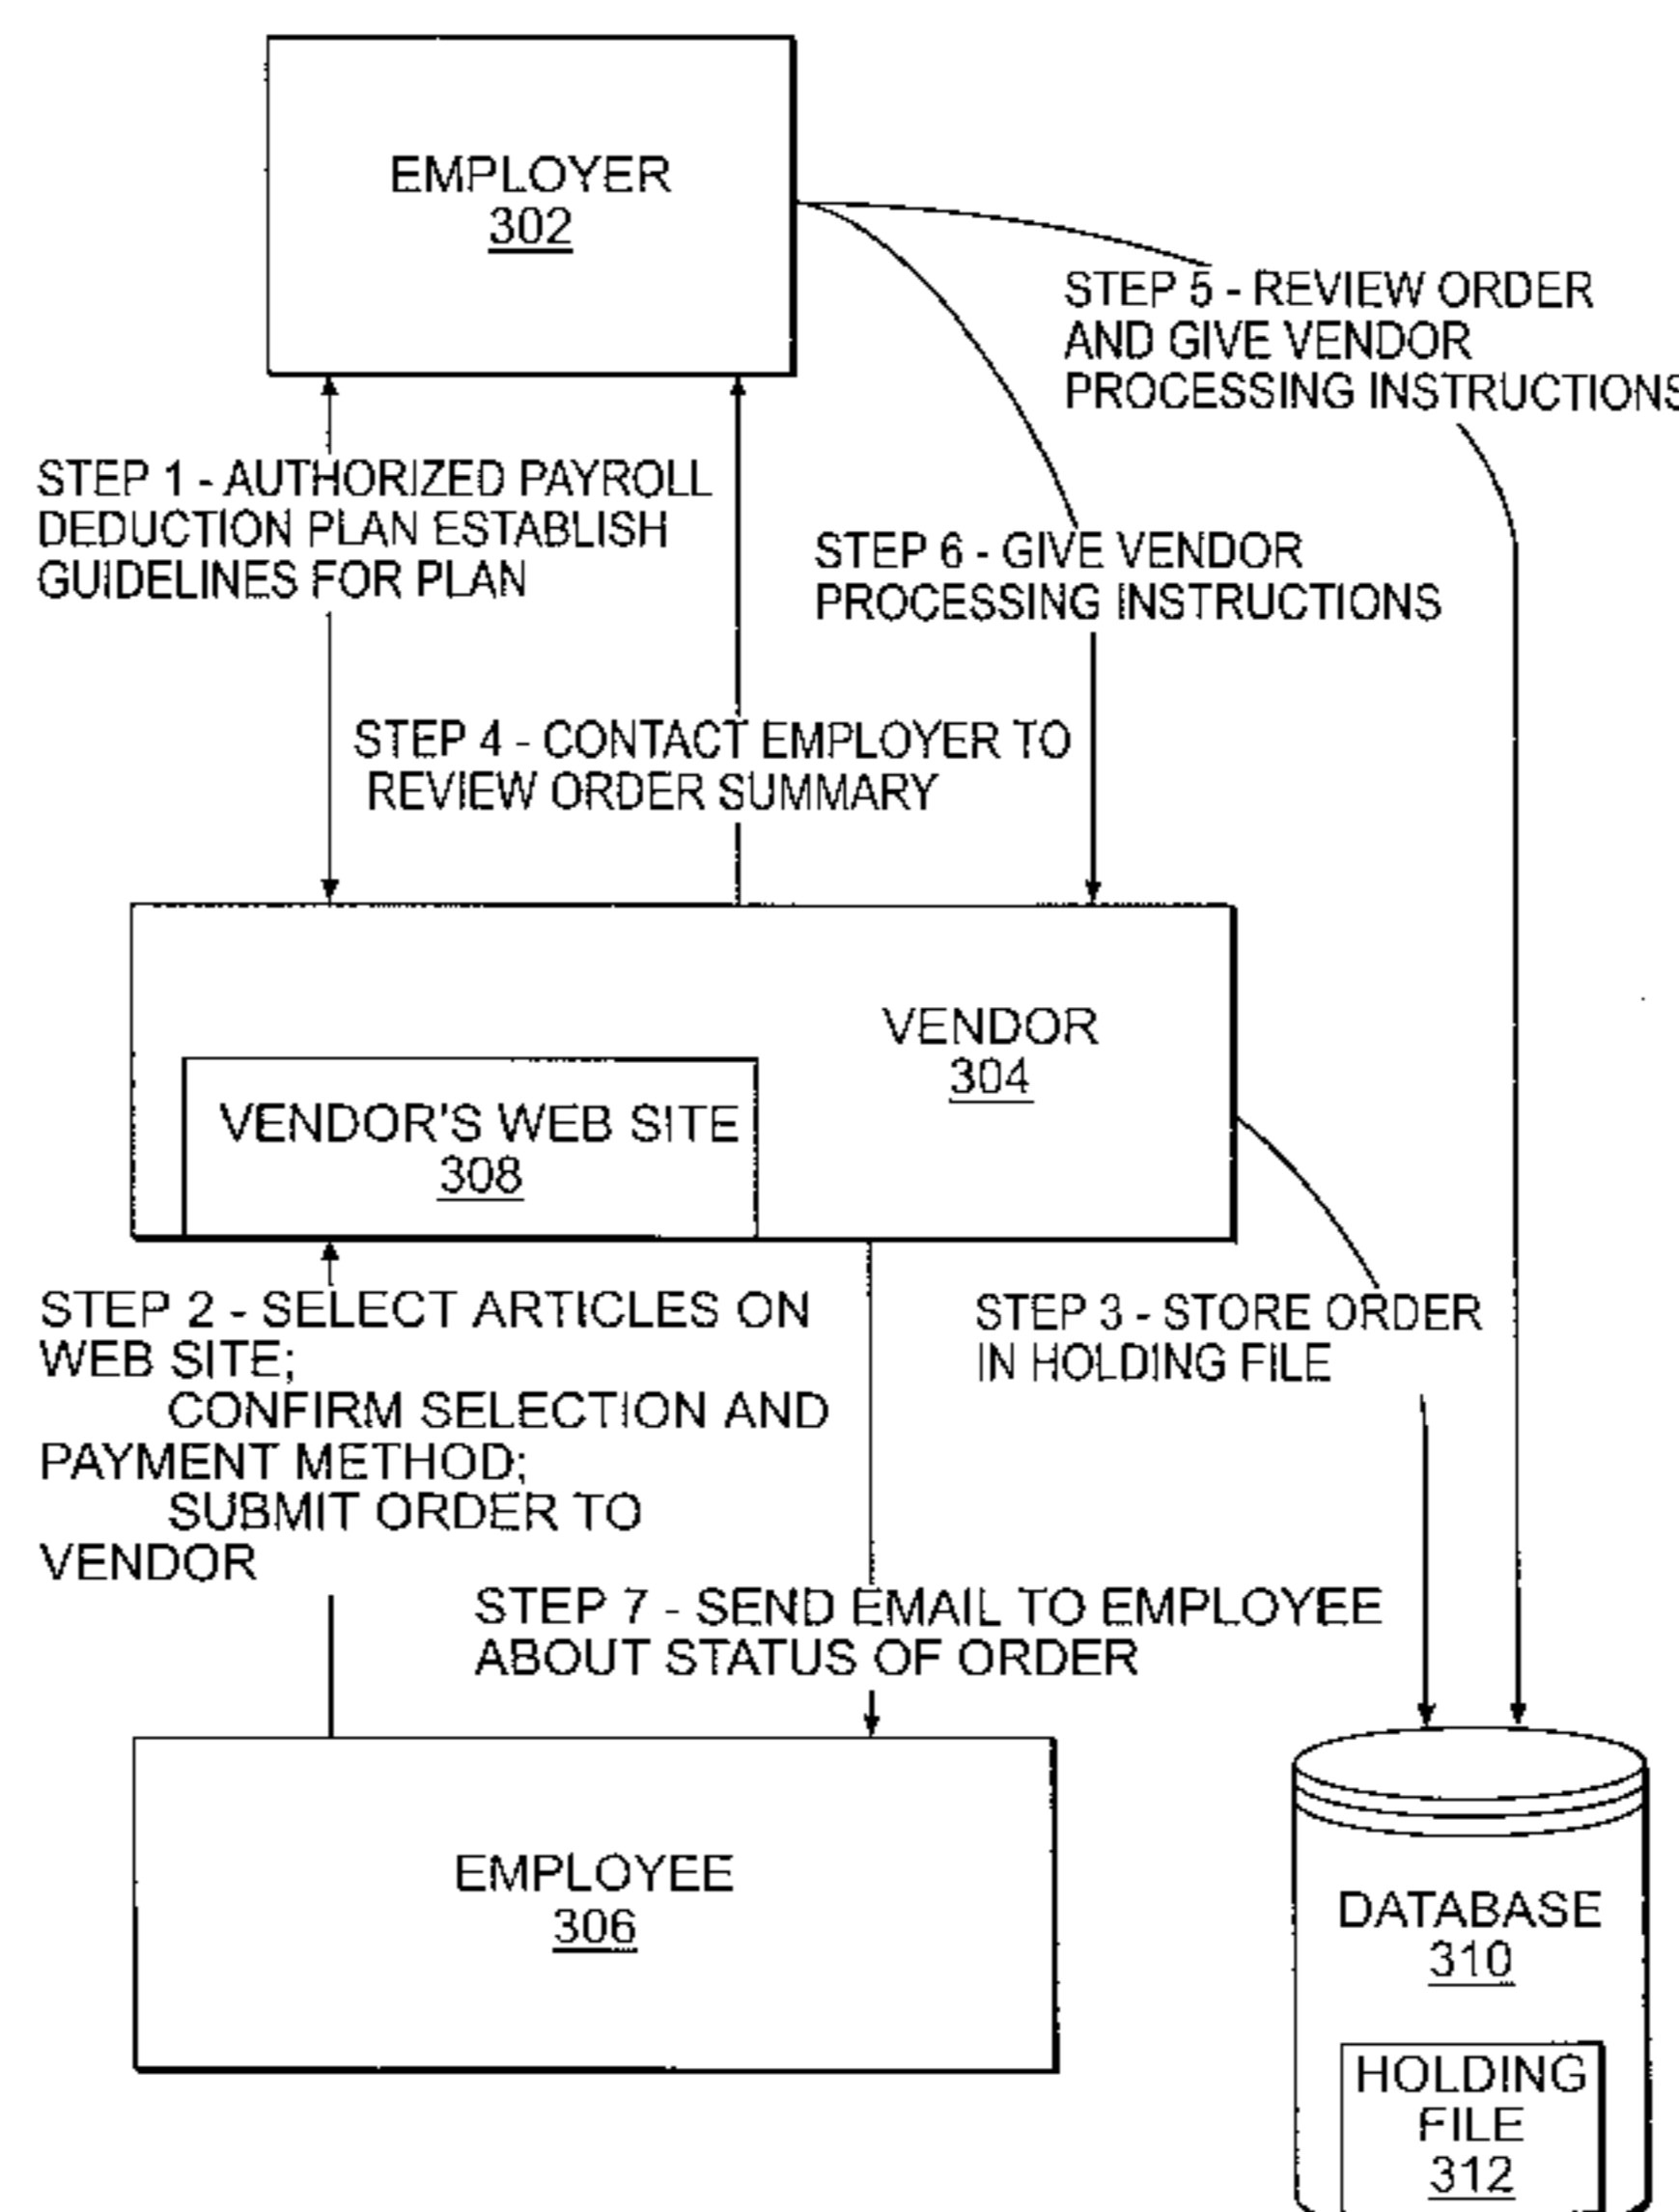 EMPLOYER
302
STEP 5 - REVIEW ORDER
AND GIVE VENDOR
PROCESSING INSTRUCTIONS
STEP 1 - AUTHORIZED PAYROLL
DEDUCTION PLAN ESTABLISH
GUIDELINES FOR PLAN
STEP 6 - GIVE VENDOR
PROCESSING INSTRUCTIONS
STEP 4 - CONTACT EMPLOYER TO
REVIEW ORDER SUMMARY
VENDOR
304
VENDOR'S WEB SITE
308
STEP 2 - SELECT ARTICLES ON
WEB SITE;
CONFIRM SELECTION AND
PAYMENT METHOD;
SUBMIT ORDER TO
VENDOR
STEP 3 - STORE ORDER
IN HOLDING FILE
STEP 7 - SEND EMAIL TO EMPLOYEE
ABOUT STATUS OF ORDER
EMPLOYEE
306
DATABASE
310
HOLDING
FILE
312